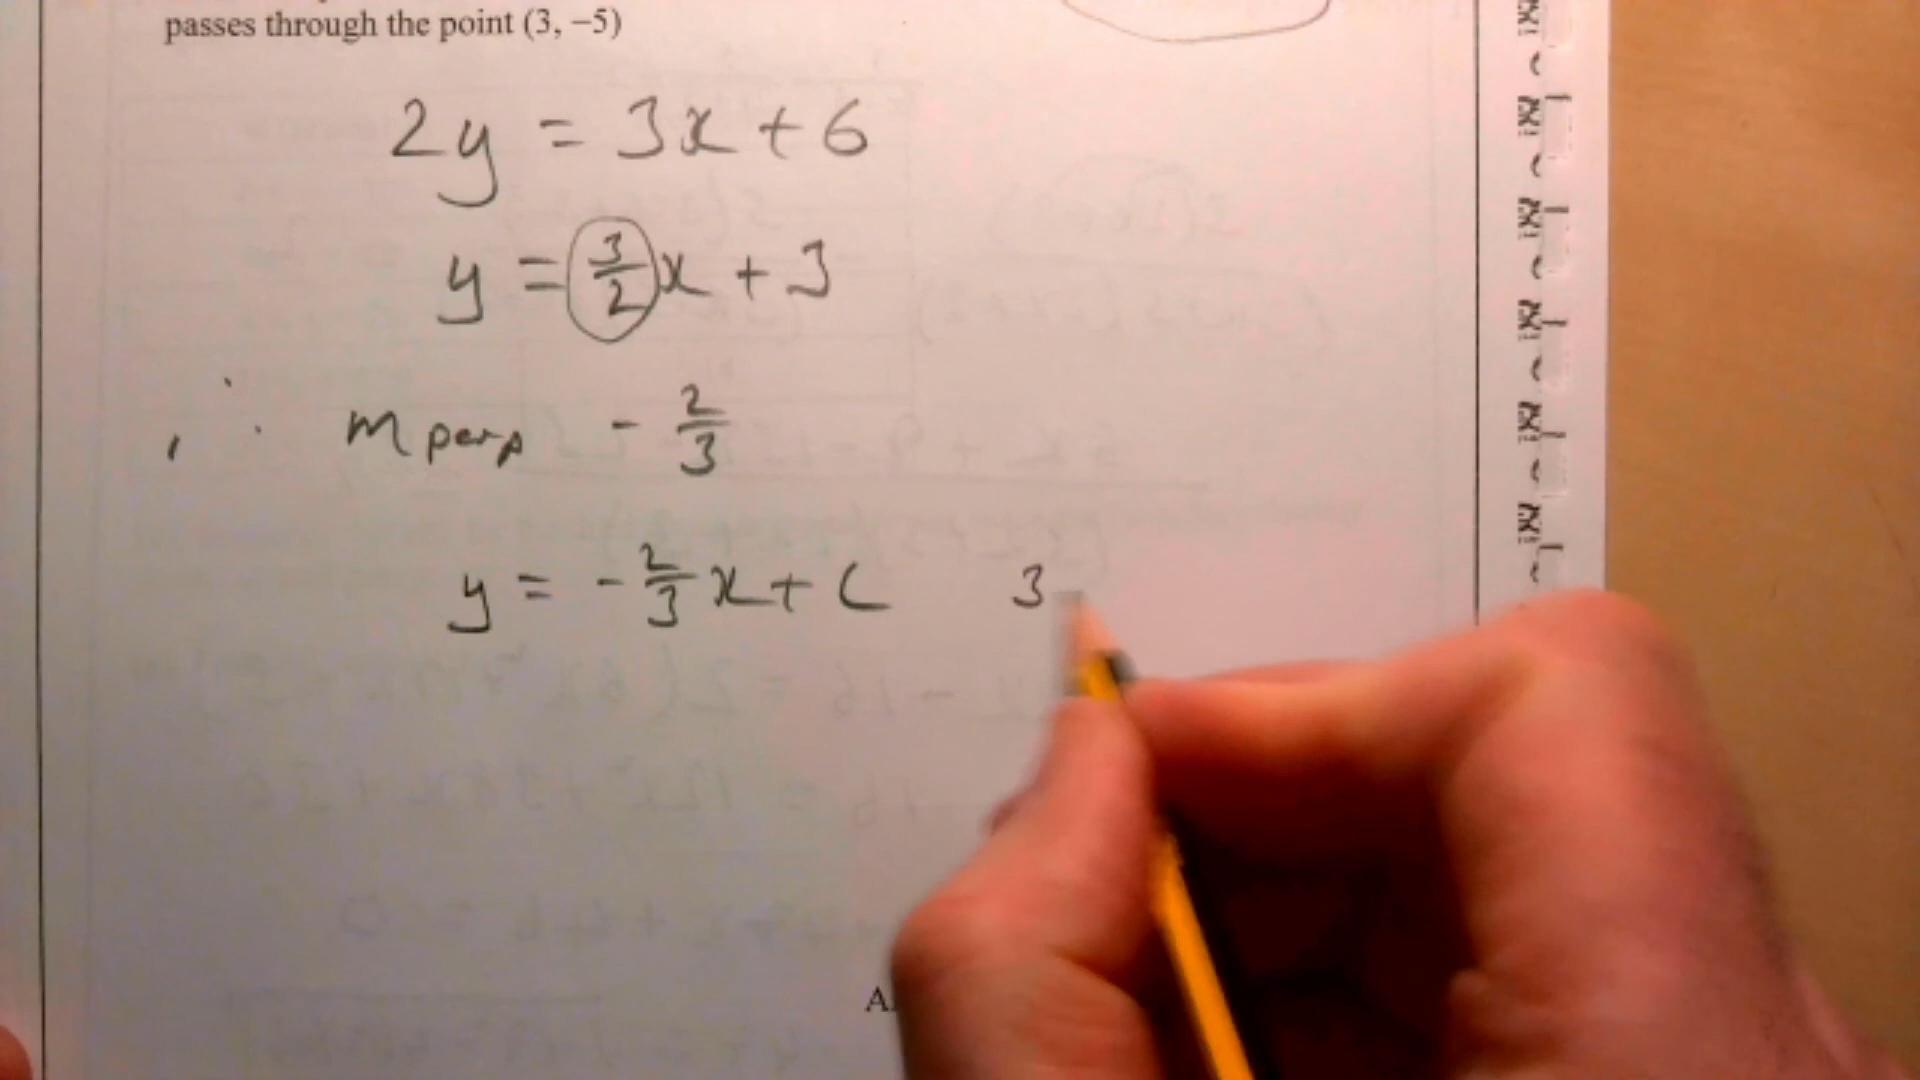 passes through the point (3, −5)
2y = 3x + 6
y = 3/2 x + 3
∴ m perp - 2/3
y = - 2/3 x + c 3
A